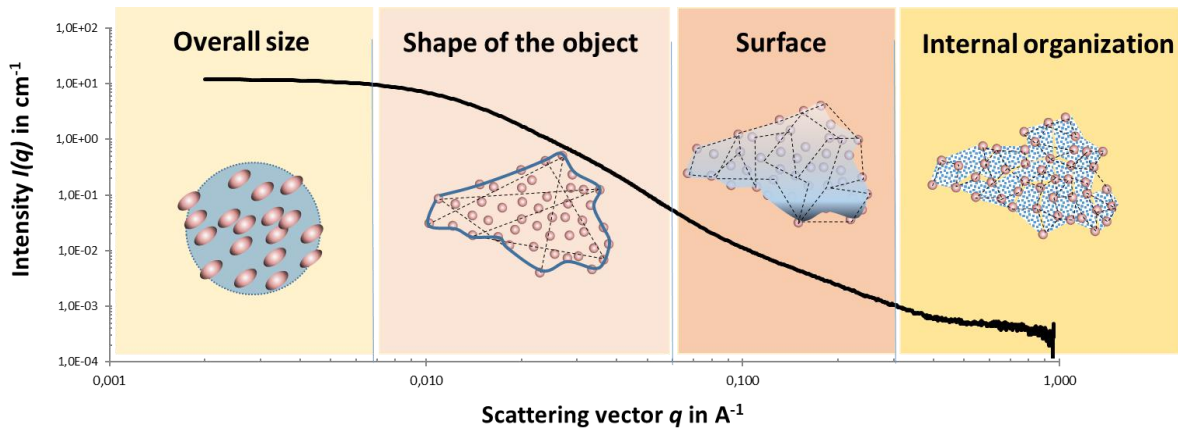 Overall size
Shape of the object
Surface
Internal organization
Intensity I(q) in cm-1
1,0E+02
1,0E+01
1,0E+00
1,0E-01
1,0E-02
1,0E-03
1,0E-04
0,001
0,010
0,100
1,000
Scattering vector q in A-1